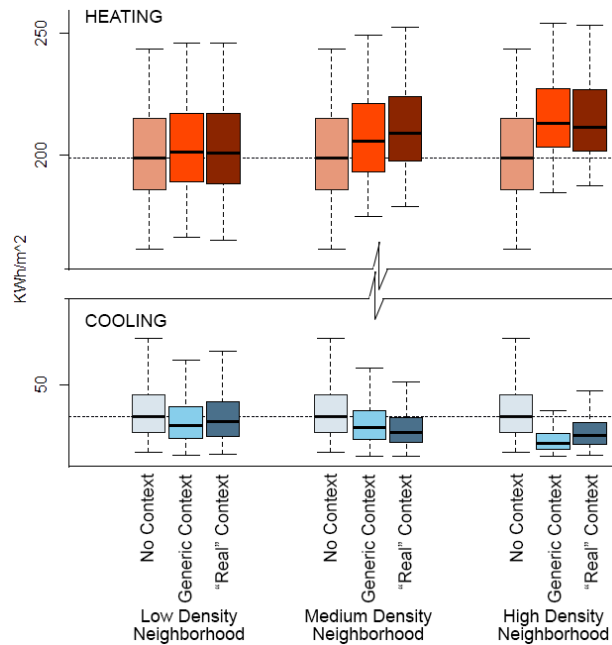 HEATING
250
200
KWh/m^2
COOLING
50
No Context
Generic Context
“Real” Context
No Context
Generic Context
“Real” Context
No Context
Generic Context
“Real” Context
Low Density
Neighborhood
Medium Density
Neighborhood
High Density
Neighborhood